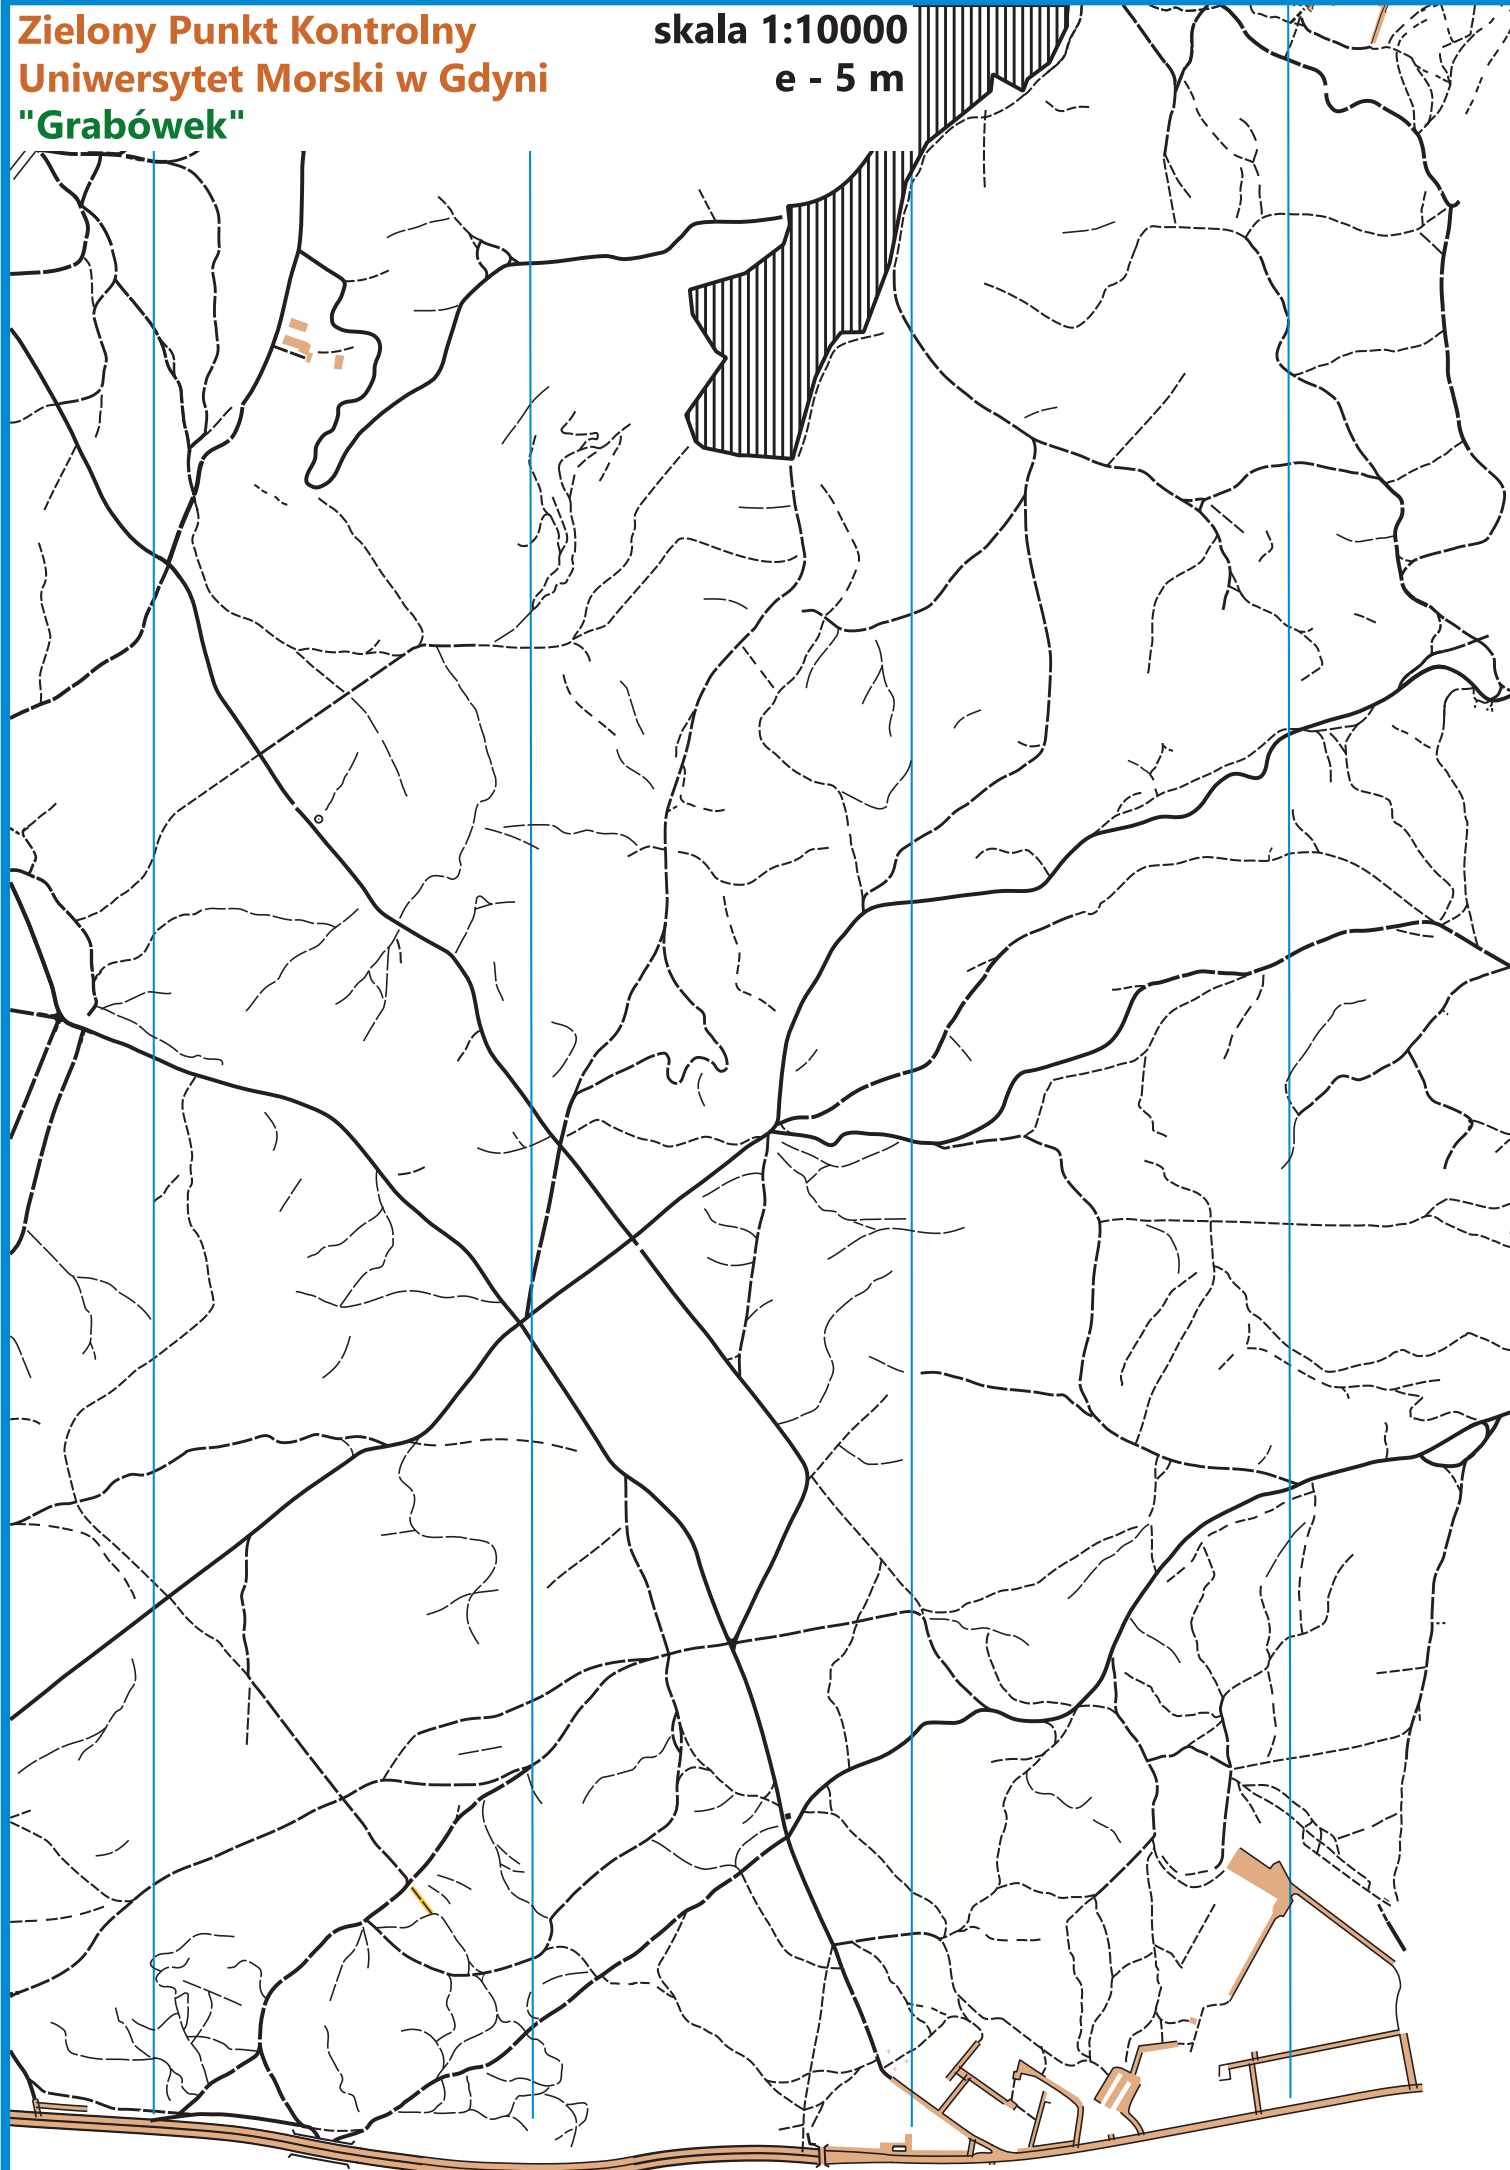 Zielony Punkt Kontrolny
Uniwersytet Morski w Gdyni
"Grabówek"
skala 1:10000
e - 5 m